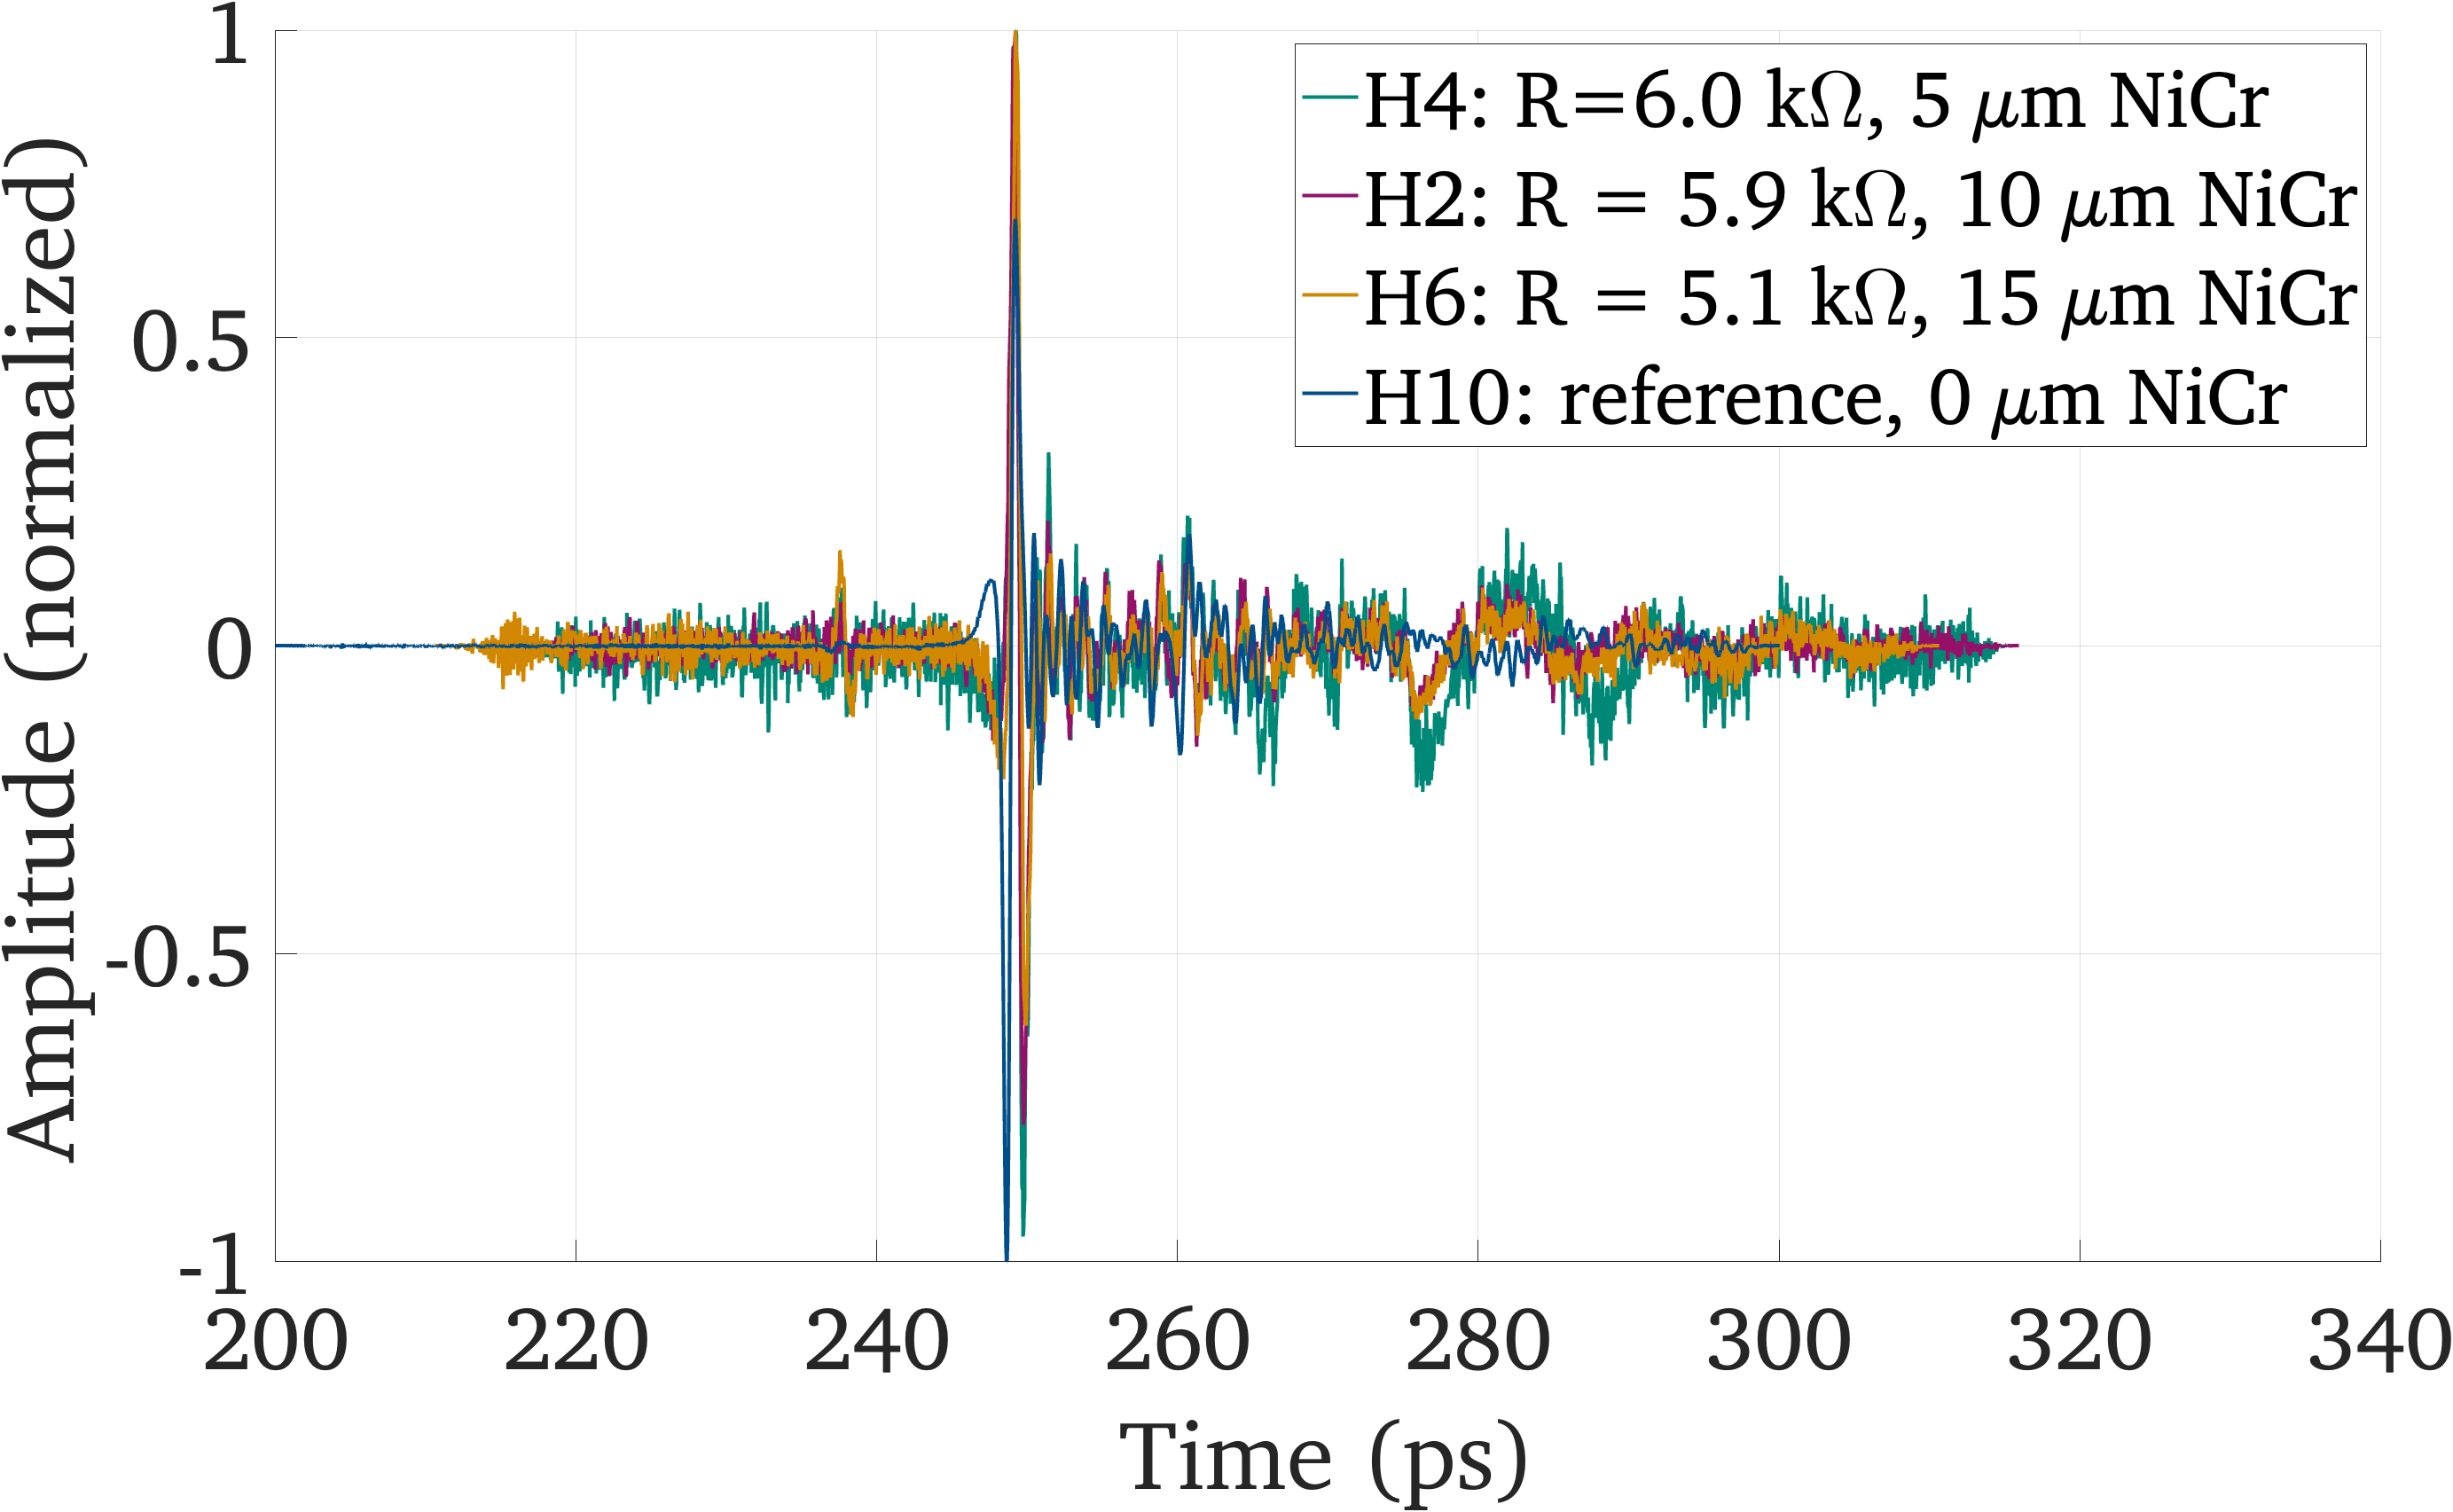 Amplitude (normalized)
1
0.5
0
-0.5
-1
H4: R=6.0 kΩ, 5 μm NiCr
H2: R = 5.9 kΩ, 10 μm NiCr
H6: R = 5.1 kΩ, 15 μm NiCr
H10: reference, 0 μm NiCr
200 220 240 260 280 300 320 340
Time (ps)